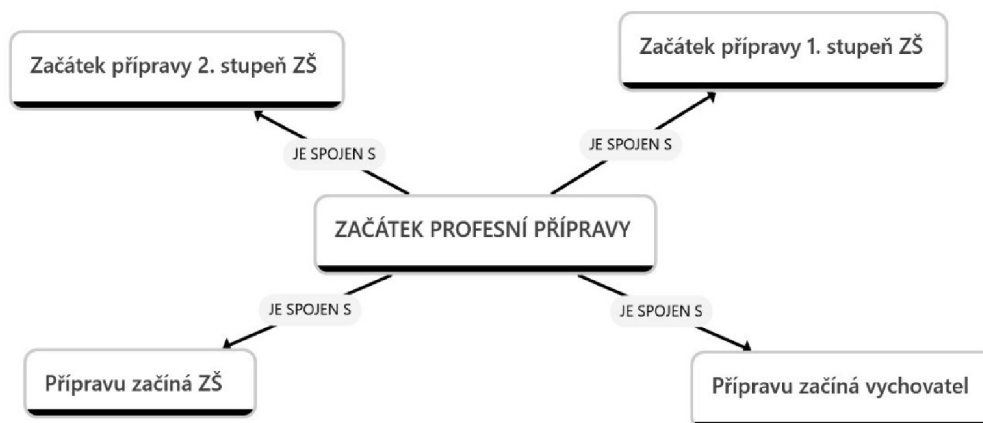 Začátek přípravy 2. stupeň ZŠ
Začátek přípravy 1. stupeň ZŠ
JE SPOJEN S
JE SPOJEN S
ZAČÁTEK PROFESNÍ PŘÍPRAVY
JE SPOJEN S
JE SPOJEN S
Přípravu začíná ZŠ
Přípravu začíná vychovatel